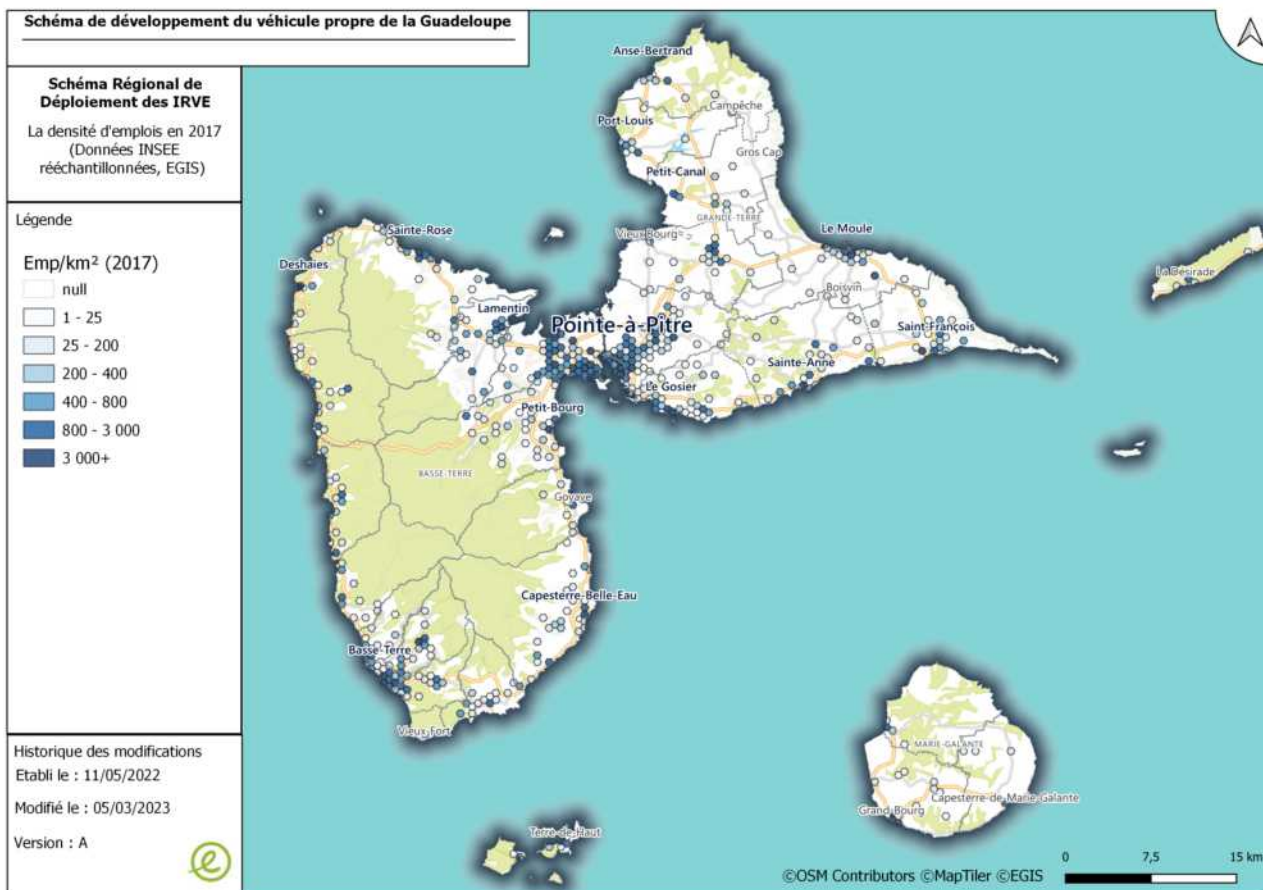 Schéma de développement du véhicule propre de la Guadeloupe
Schéma Régional de
Déploiement des IRVE
La densité d'emplois en 2017
(Données INSEE
rééchantillonnées, EGIS)
Légende
Emp/km² (2017)
null
1 - 25
25 - 200
200 - 400
400 - 800
800 - 3 000
3 000+
Historique des modifications
Etabli le : 11/05/2022
Modifié le : 05/03/2023
Version : A
Anse-Bertrand
Campêche
Port-Louis
Gros Cap
Petit-Canal
GRANDE-TERRE
Vieux Bourg
Le Moule
Sainte-Rose
Deshaies
La Désirade
Boisvin
Lamentin
Pointe-à-Pitre
Saint-François
Sainte-Anne
Le Gosier
Petit-Bourg
BASSE-TERRE
Goyave
Capesterre-Belle-Eau
Basse-Terre
Vieux-Fort
MARIE-GALANTE
Capesterre-de-Marie-Galante
Grand-Bourg
Terre-de-Haut
0 7,5 15 km
©OSM Contributors ©MapTiler ©EGIS